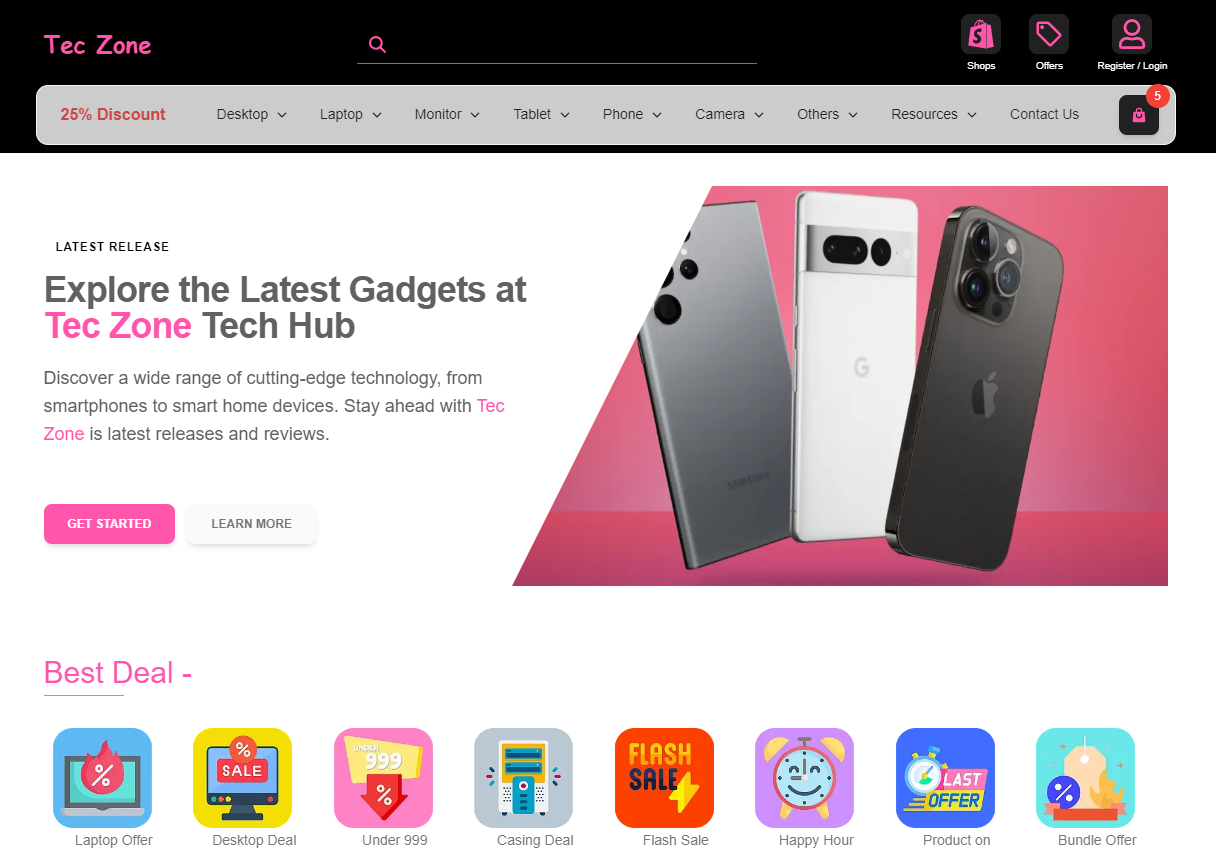 Tec Zone
Shops
Offers
Register / Login
25% Discount
Desktop
Laptop
Monitor
Tablet
Phone
Camera
Others
Resources
Contact Us
5
LATEST RELEASE
Explore the Latest Gadgets at
Tec Zone Tech Hub
Discover a wide range of cutting-edge technology, from
smartphones to smart home devices. Stay ahead with Tec
Zone is latest releases and reviews.
GET STARTED
LEARN MORE
G
SAMSUNG
Best Deal -
%
% SALE
UNDER
999
%
FLASH
SALE
LAST
OFFER
%
Laptop Offer
Desktop Deal
Under 999
Casing Deal
Flash Sale
Happy Hour
Product on
Bundle Offer